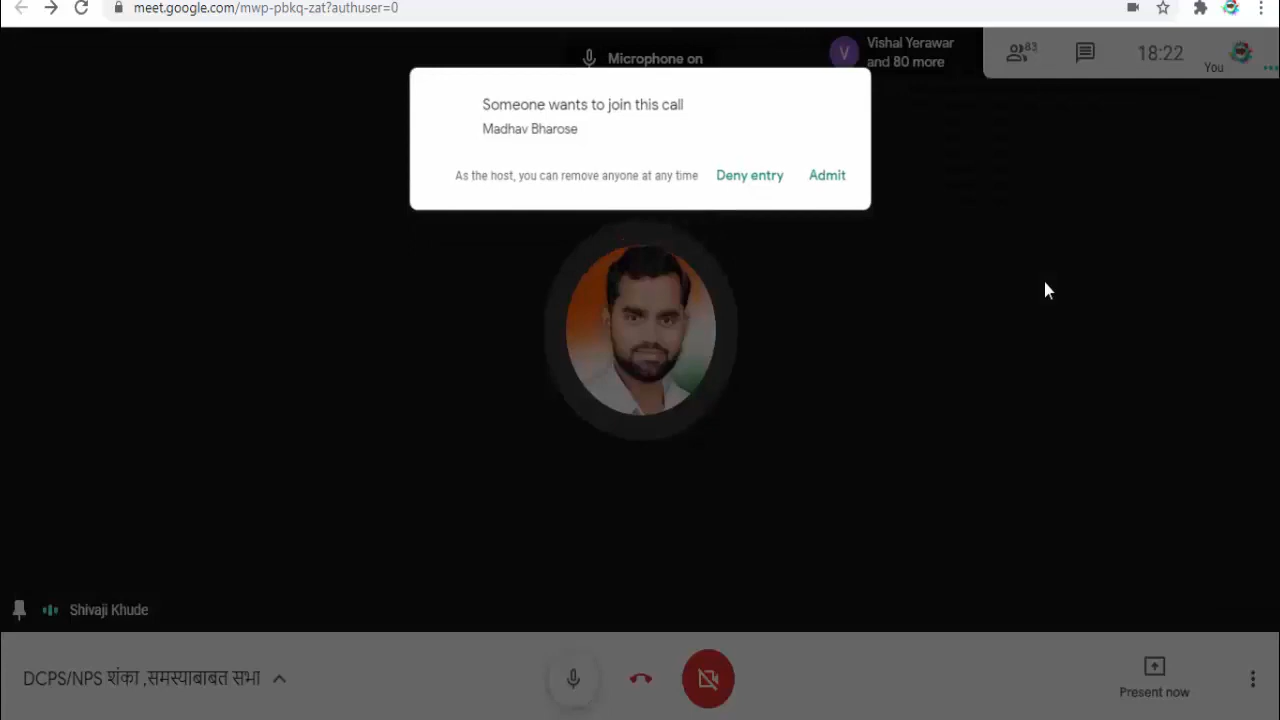 meet.google.com/mwp-pbkq-zat?authuser=0
Microphone on
V
Vishal Yerawar
and 80 more
83
18:22
You
Someone wants to join this call
Madhav Bharose
As the host, you can remove anyone at any time
Deny entry
Admit
Shivaji Khude
DCPS/NPS शंका ,समस्याबाबत सभा
Present now